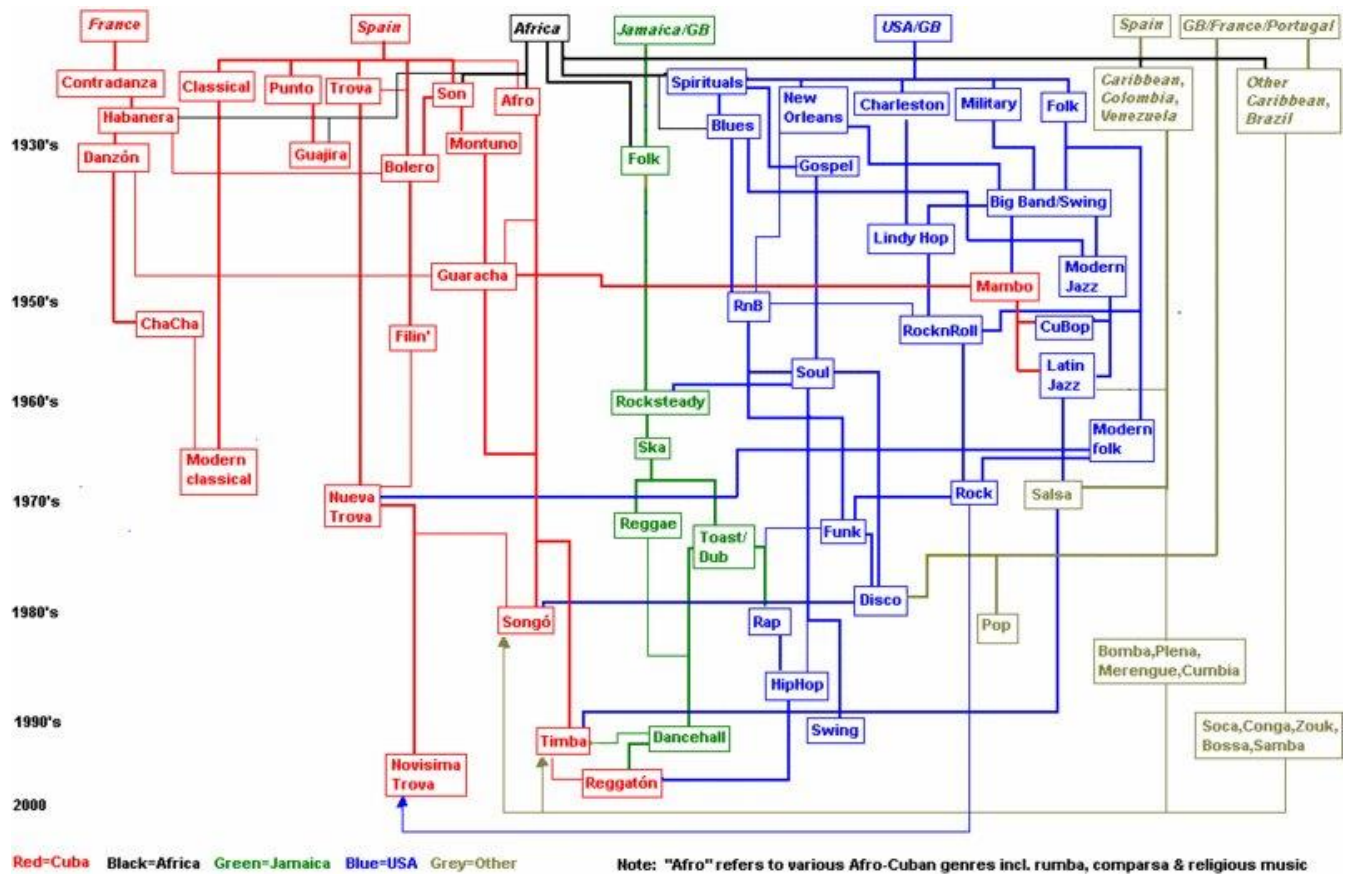 France
Spain
Africa
Jamaica/GB
USA/GB
Spain
GB/France/Portugal
Contradanza
Classical
Punto
Trova
Son
Afro
Spirituals
New
Orleans
Charleston
Military
Folk
Caribbean,
Colombia,
Venezuela
Other
Caribbean,
Brazil
Habanera
Blues
1930's
Danzón
Guajira
Bolero
Montuno
Folk
Gospel
Big Band/Swing
Lindy Hop
Guaracha
Mambo
Modern
Jazz
1950's
ChaCha
Filin'
RnB
RocknRoll
CuBop
Soul
Latin
Jazz
1960's
Rocksteady
Ska
Modern
folk
Modern
classical
1970's
Nueva
Trova
Rock
Salsa
Reggae
Toast/
Dub
Funk
1980's
Songó
Disco
Rap
Pop
Bomba,Plena,
Merengue,Cumbia
HipHop
1990's
Timba
Dancehall
Swing
Soca,Conga,Zouk,
Bossa,Samba
Novisima
Trova
Reggatón
2000
Red=Cuba Black=Africa Green=Jamaica Blue=USA Grey=Other
Note: "Afro" refers to various Afro-Cuban genres incl. rumba, comparsa & religious music